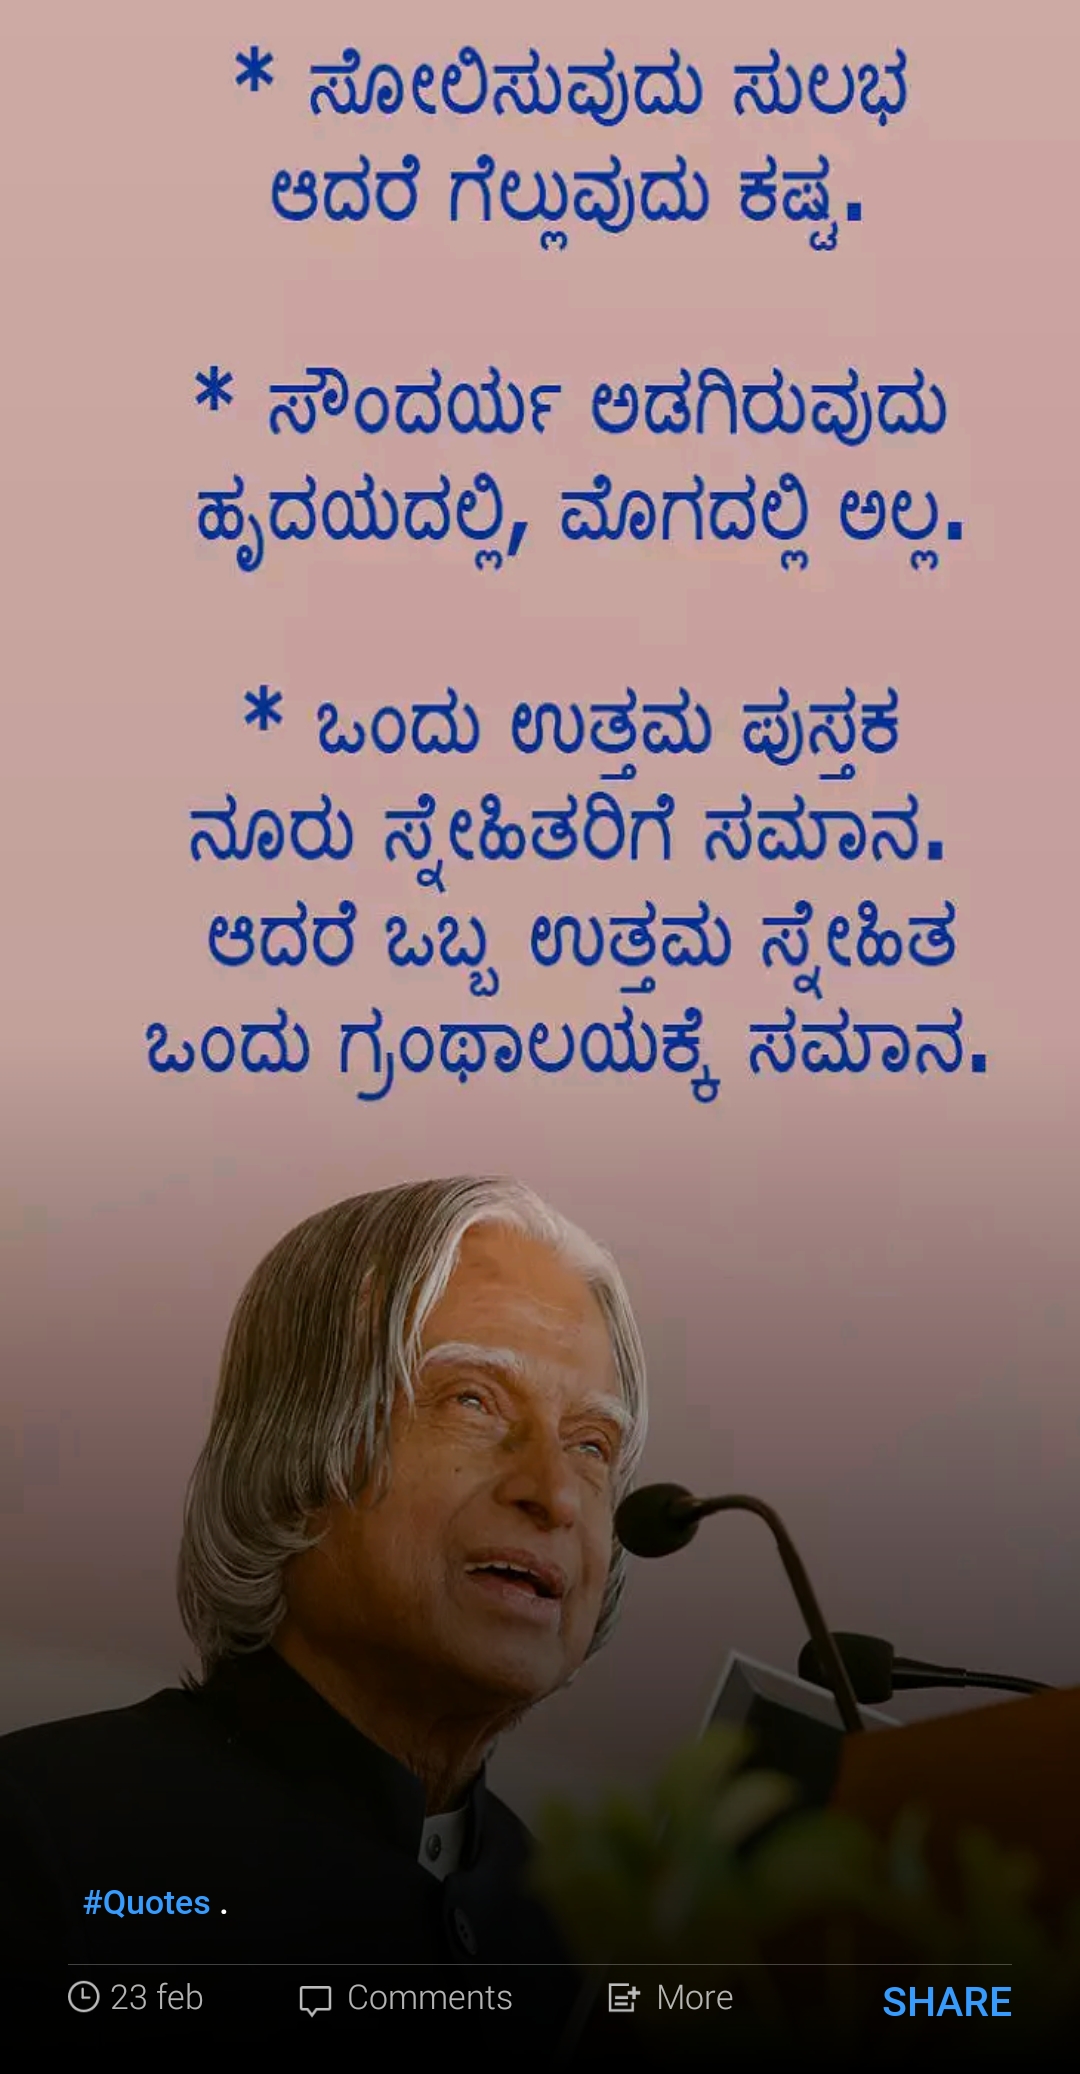 * ಸೋಲಿಸುವುದು ಸುಲಭ
ಆದರೆ ಗೆಲ್ಲುವುದು ಕಷ್ಟ.
* ಸೌಂದರ್ಯ ಅಡಗಿರುವುದು
ಹೃದಯದಲ್ಲಿ, ಮೊಗದಲ್ಲಿ ಅಲ್ಲ.
* ಒಂದು ಉತ್ತಮ ಪುಸ್ತಕ
ನೂರು ಸ್ನೇಹಿತರಿಗೆ ಸಮಾನ.
ಆದರೆ ಒಬ್ಬ ಉತ್ತಮ ಸ್ನೇಹಿತ
ಒಂದು ಗ್ರಂಥಾಲಯಕ್ಕೆ ಸಮಾನ.
#Quotes .
23 feb Comments More SHARE